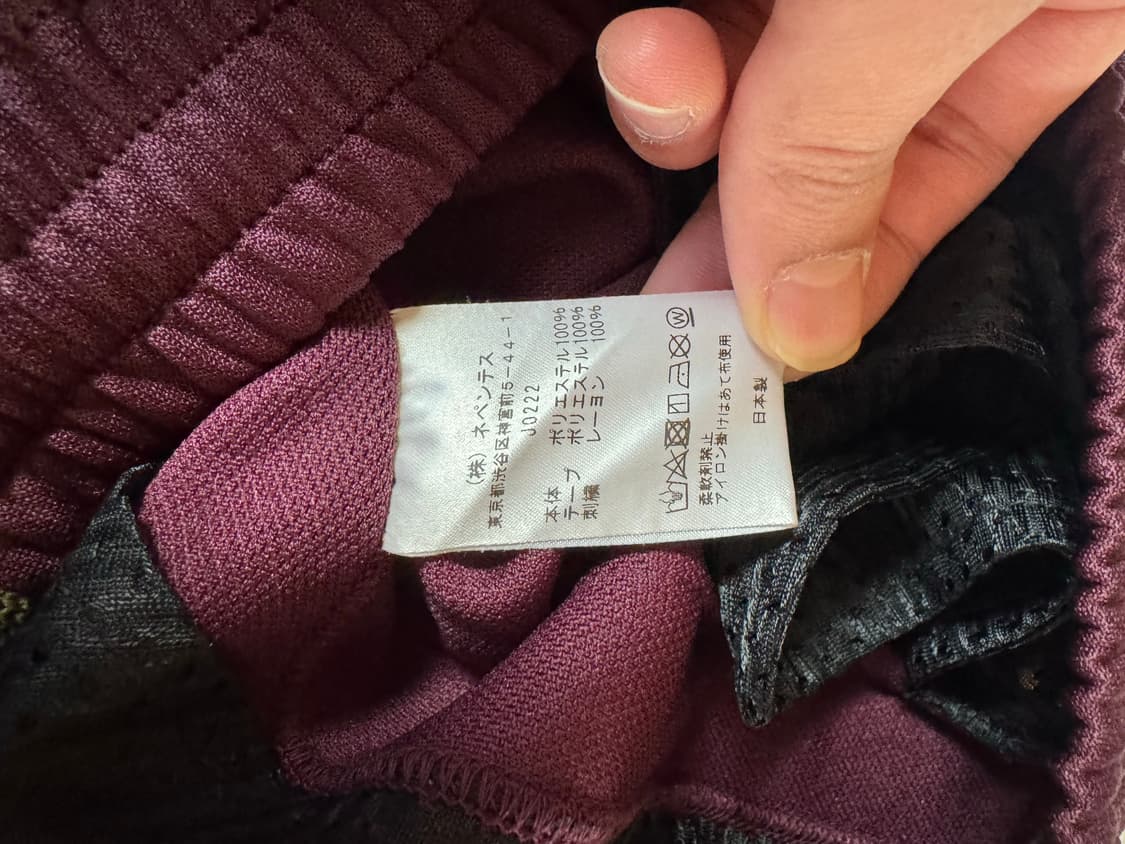 (株)ネペンテス
東京都渋谷区神宮前5-44-1
J0222
本体 ポリエステル100%
テープ ポリエステル100%
刺繍 レーヨン 100%
柔軟剤禁止
アイロン掛けはあて布使用
日本製